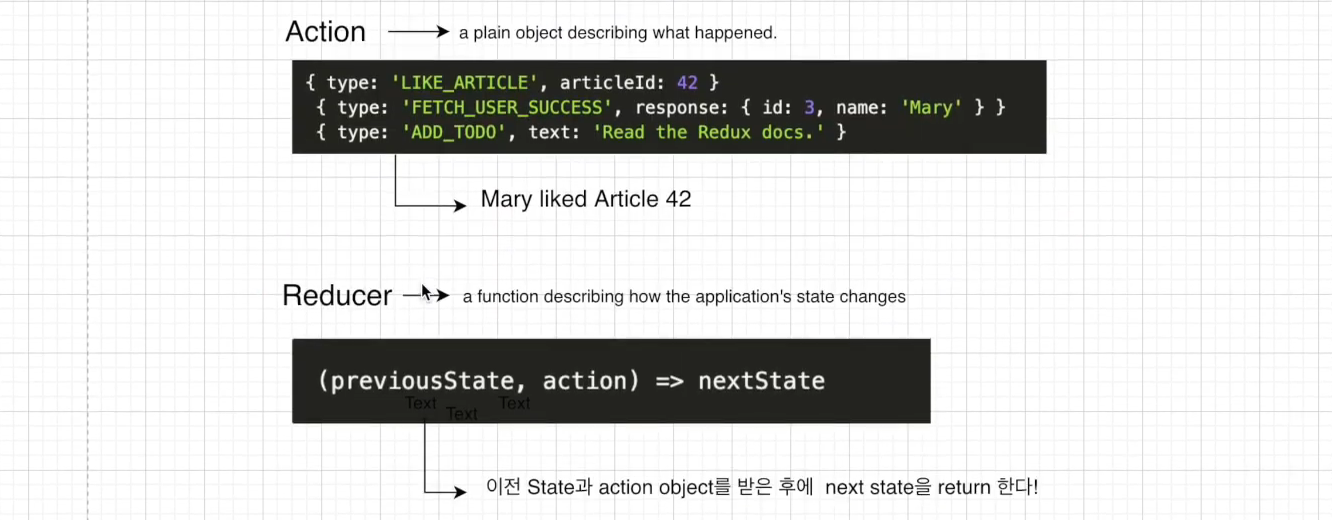 Action a plain object describing what happened.
{ type: 'LIKE_ARTICLE', articleId: 42 }
{ type: 'FETCH_USER_SUCCESS', response: { id: 3, name: 'Mary' } }
{ type: 'ADD_TODO', text: 'Read the Redux docs.' }
Mary liked Article 42
Reducer a function describing how the application's state changes
(previousState, action) => nextState
Text Text Text
이전 State과 action object를 받은 후에 next state을 return 한다!